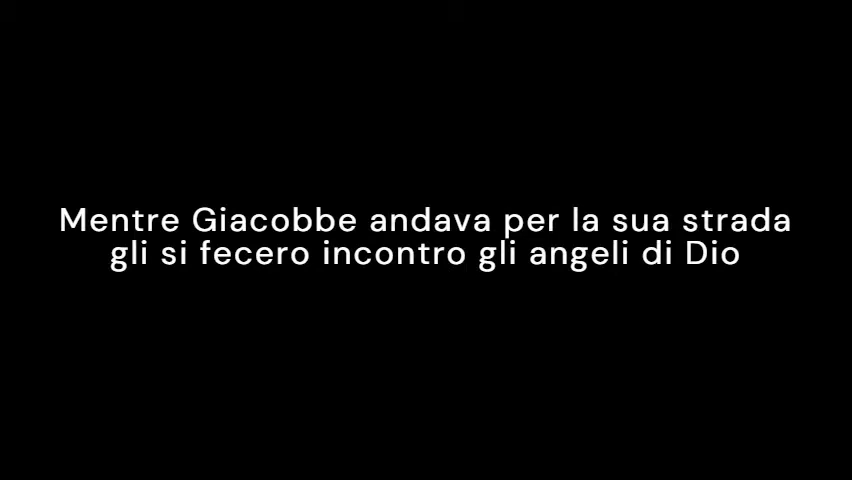 Mentre Giacobbe andava per la sua strada
gli si fecero incontro gli angeli di Dio